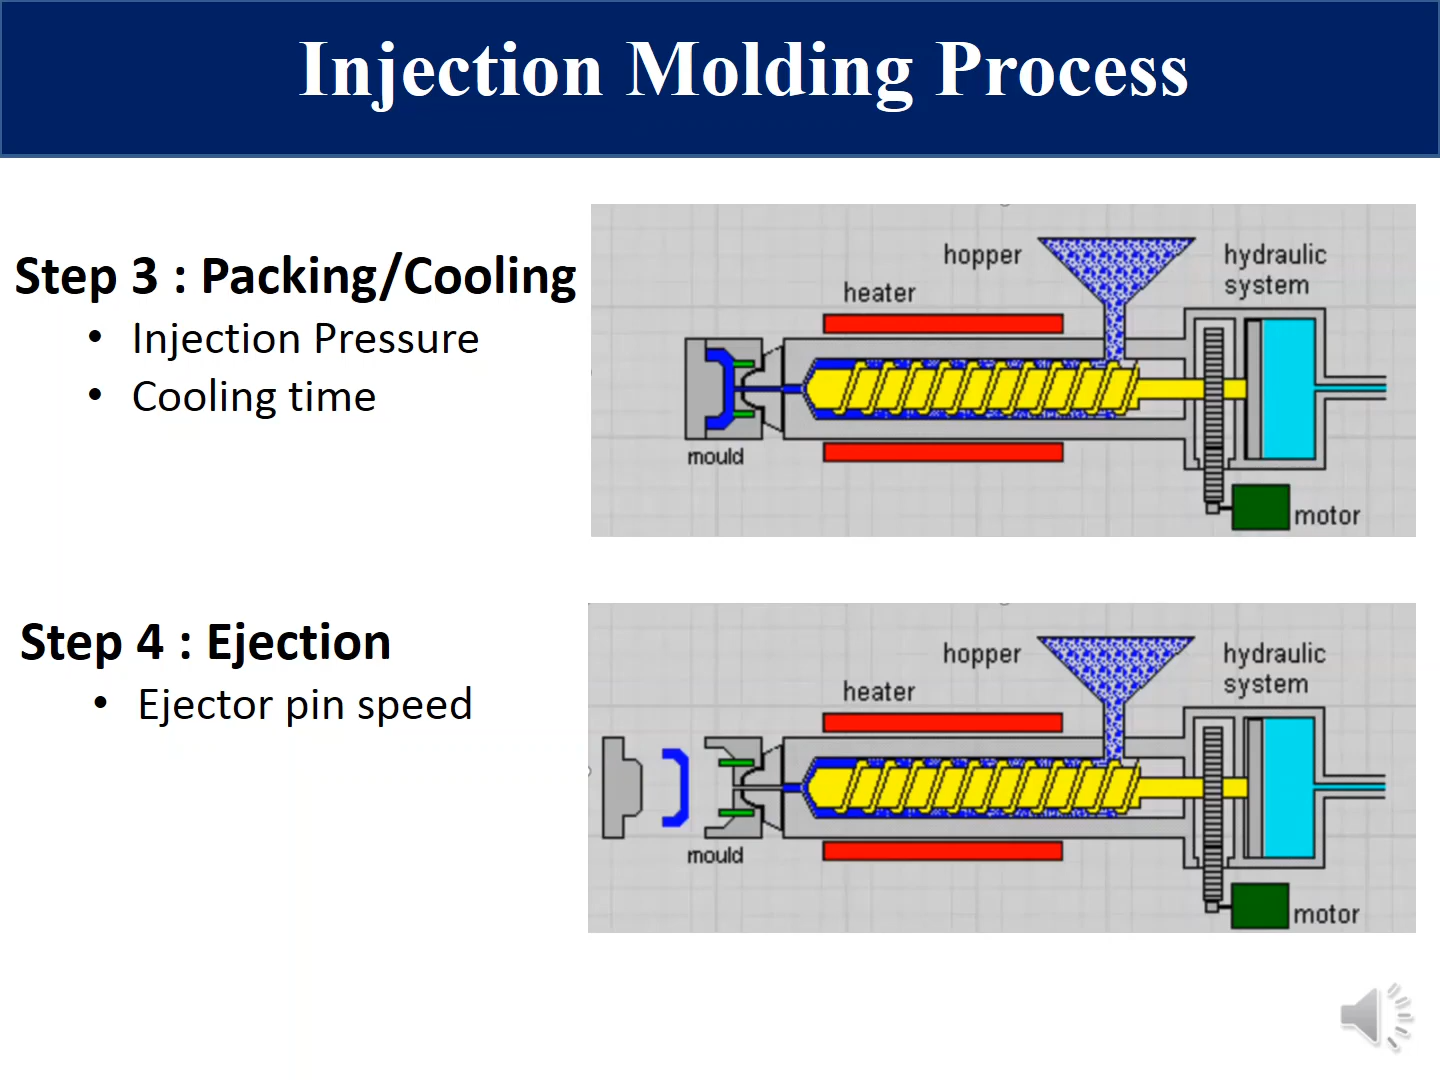 Injection Molding Process
Step 3 : Packing/Cooling
• Injection Pressure
• Cooling time
hopper
hydraulic
system
heater
mould
motor
Step 4 : Ejection
• Ejector pin speed
hopper
hydraulic
system
heater
mould
motor